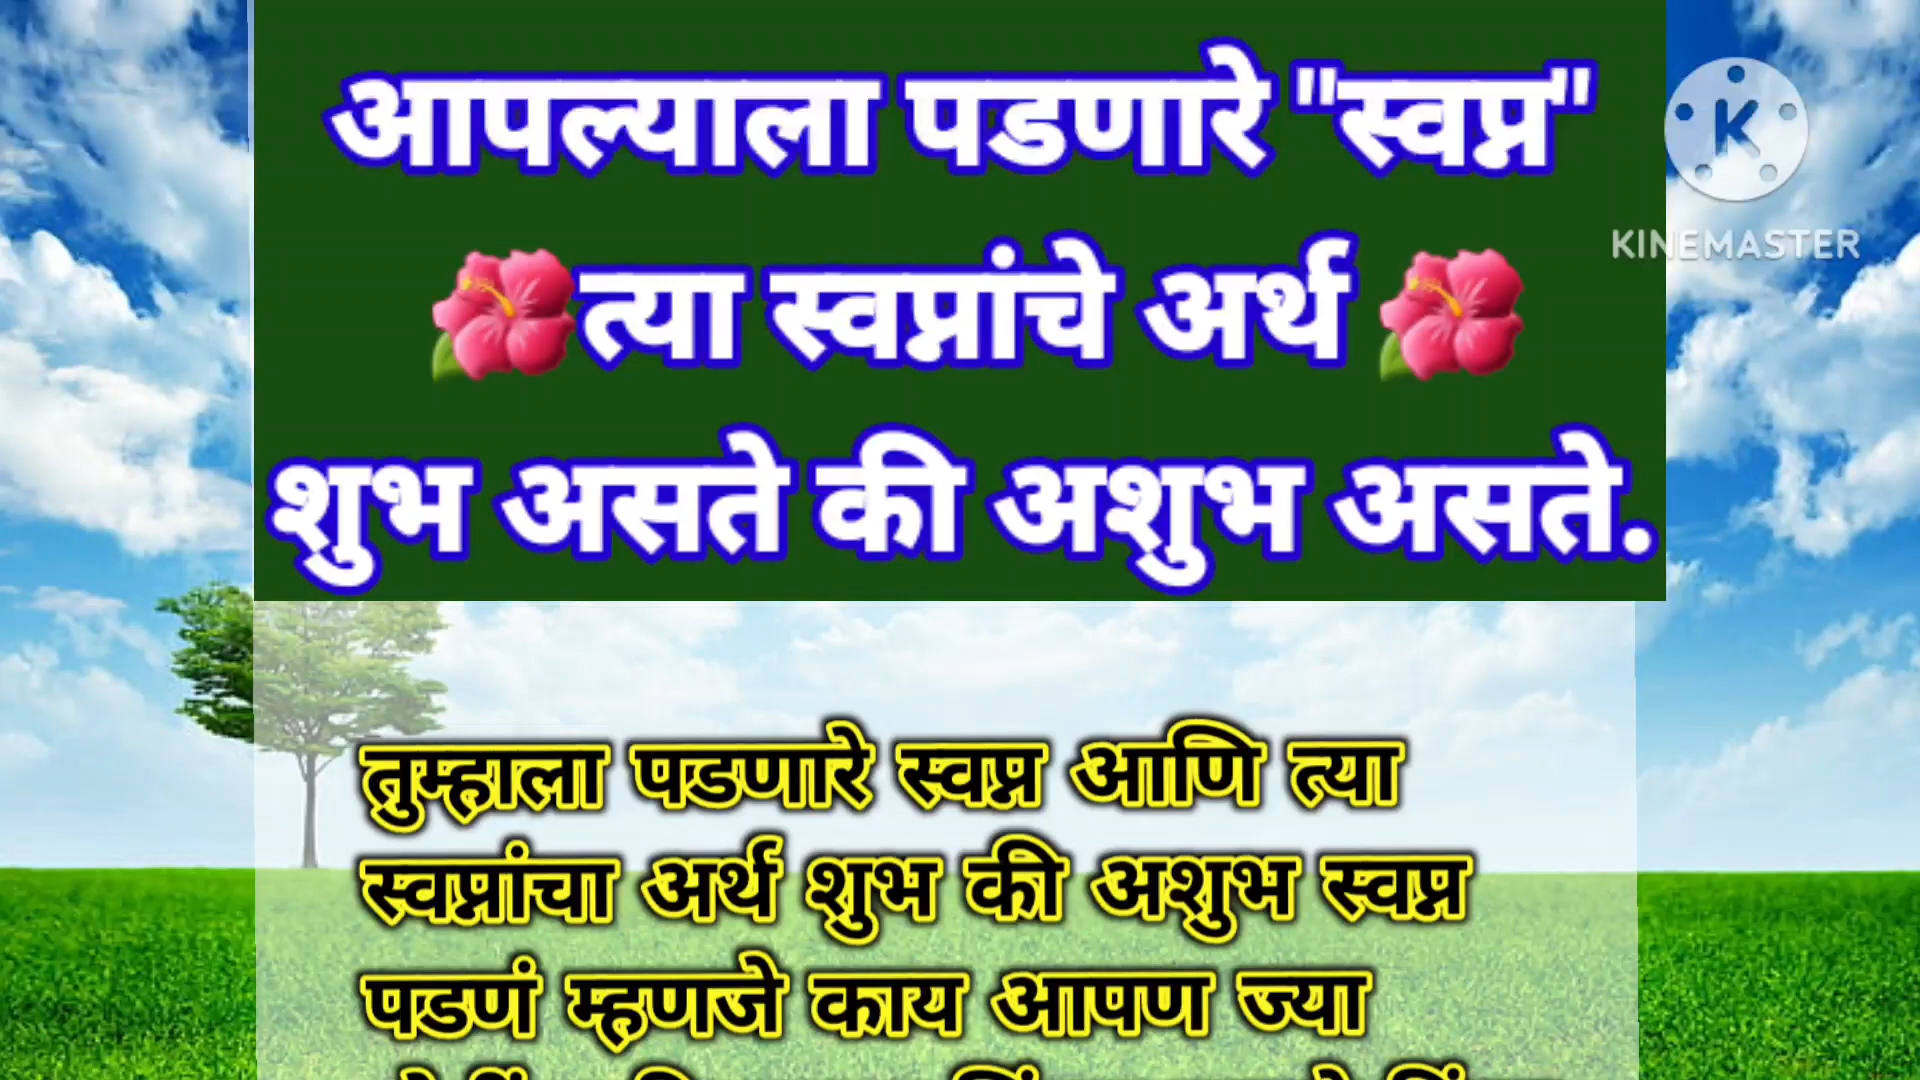 आपल्याला पडणारे "स्वप्न"
त्या स्वप्नांचे अर्थ
शुभ असते की अशुभ असते.
KINEMASTER
तुम्हाला पडणारे स्वप्न आणि त्या
स्वप्नांचा अर्थ शुभ की अशुभ स्वप्न
पडणं म्हणजे काय आपण ज्या